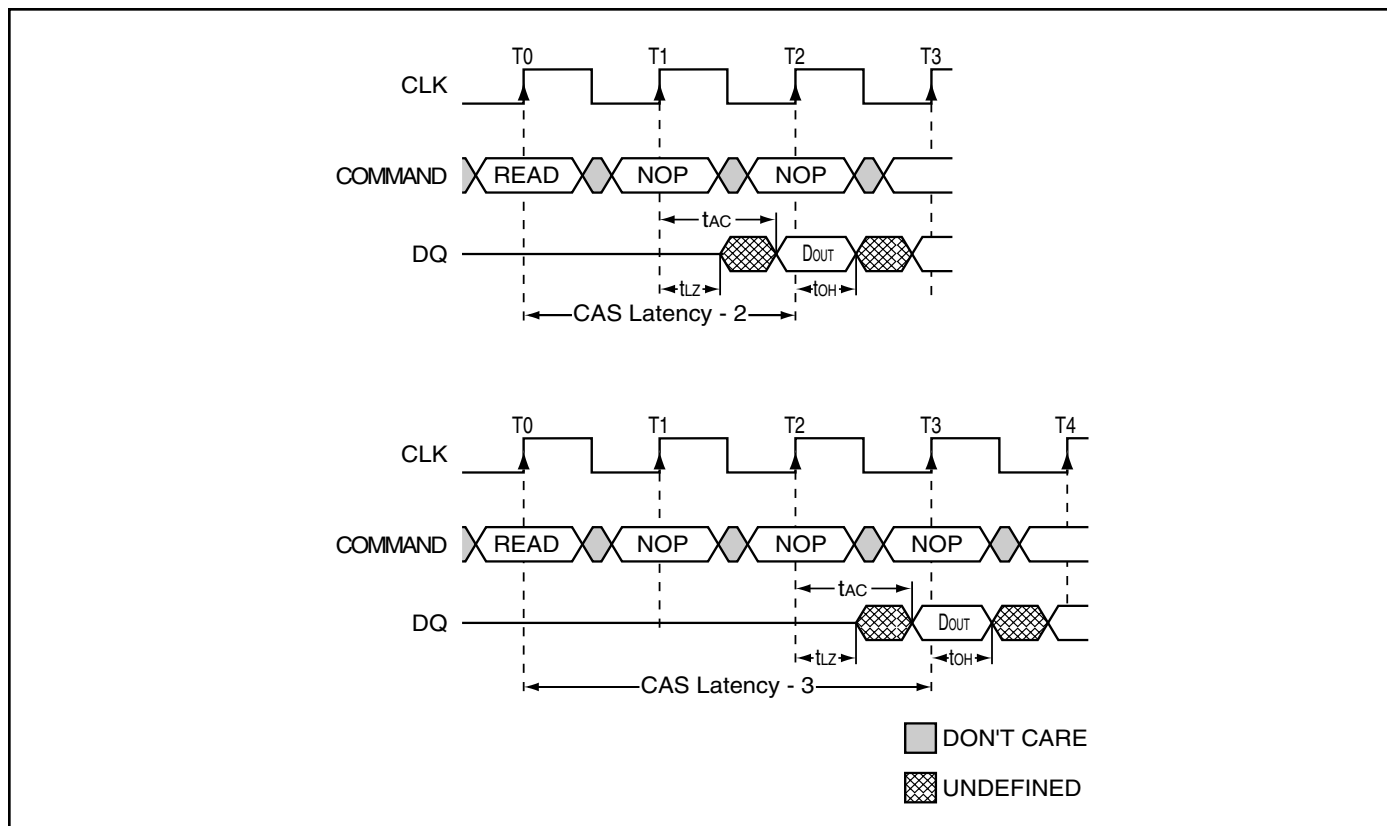 T0 T1 T2 T3
CLK
COMMAND READ NOP NOP
tAC
DQ DOUT
tLZ tOH
CAS Latency - 2
T0 T1 T2 T3 T4
CLK
COMMAND READ NOP NOP NOP
tAC
DQ DOUT
tLZ tOH
CAS Latency - 3
DON'T CARE
UNDEFINED